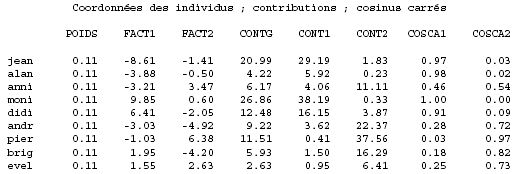 Coordonnées des individus ; contributions ; cosinus carrés
POIDS FACT1 FACT2 CONTG CONT1 CONT2 COSCA1 COSCA2
jean 0.11 -8.61 -1.41 20.99 29.19 1.83 0.97 0.03
alan 0.11 -3.88 -0.50 4.22 5.92 0.23 0.98 0.02
anni 0.11 -3.21 3.47 6.17 4.06 11.11 0.46 0.54
moni 0.11 9.85 0.60 26.86 38.19 0.33 1.00 0.00
didi 0.11 6.41 -2.05 12.48 16.15 3.87 0.91 0.09
andr 0.11 -3.03 -4.92 9.22 3.62 22.37 0.28 0.72
pier 0.11 -1.03 6.38 11.51 0.41 37.56 0.03 0.97
brig 0.11 1.95 -4.20 5.93 1.50 16.29 0.18 0.82
evel 0.11 1.55 2.63 2.63 0.95 6.41 0.25 0.73